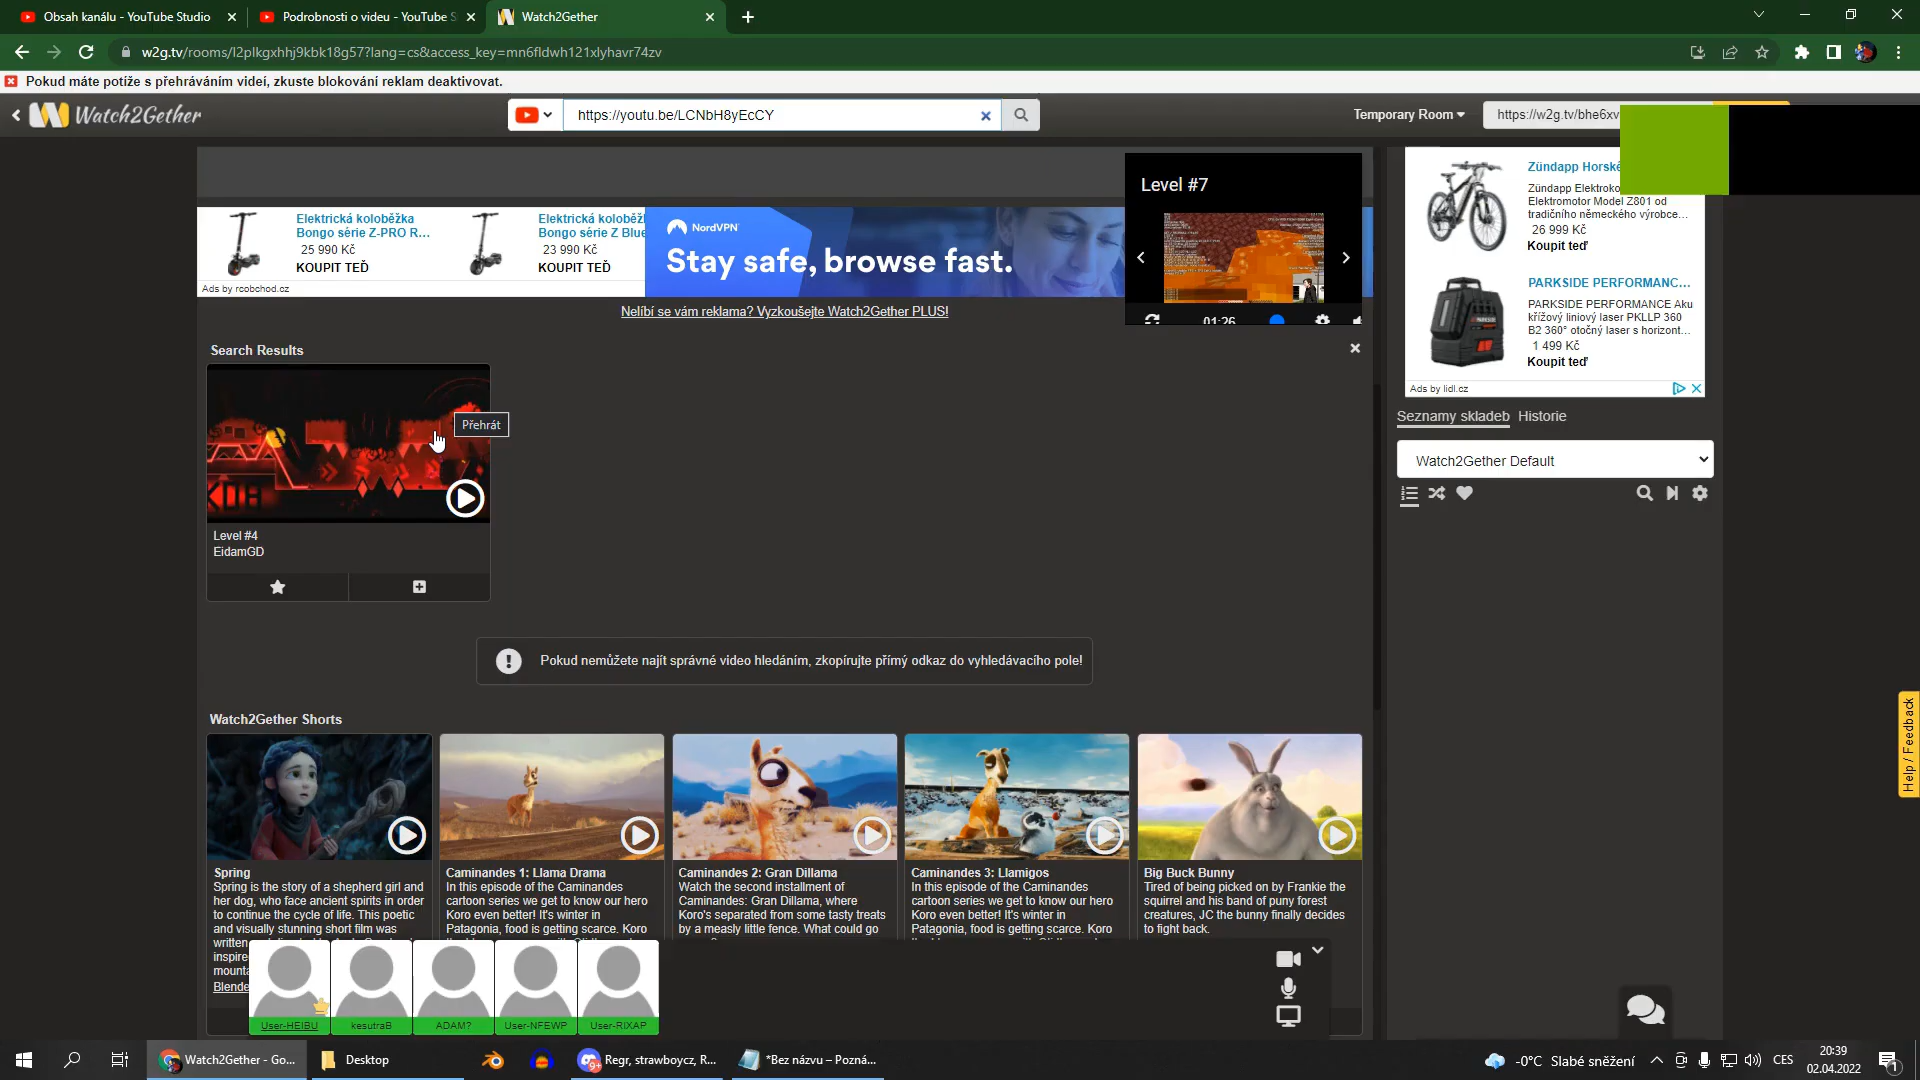 Obsah kanálu - YouTube Studio
Podrobnosti o videu - YouTube S
Watch2Gether
w2g.tv/rooms/l2plkgxhhj9kbk18g57?lang=cs&access_key=mn6fldwh121xlyhavr74zv
Pokud máte potíže s přehráváním videí, zkuste blokování reklam deaktivovat.
Watch2Gether
https://youtu.be/LCNbH8yEcCY
Temporary Room
https://w2g.tv/bhe6xv
Elektrická koloběžka
Bongo série Z-PRO R...
25 990 Kč
KOUPIT TEĎ
Elektrická koloběž
Bongo série Z Blue
23 990 Kč
KOUPIT TEĎ
Ads by rcobchod.cz
NordVPN
Stay safe, browse fast.
Level #7
01:26
Nelíbí se vám reklama? Vyzkoušejte Watch2Gether PLUS!
Zündapp Horské
Zündapp Elektroko
Elektromotor Model Z801 od
tradičního německého výrobce...
26 999 Kč
Koupit teď
PARKSIDE PERFORMANC...
PARKSIDE PERFORMANCE Aku
křížový liniový laser PKLLP 360
B2 360° otočný laser s horizont...
1 499 Kč
Koupit teď
Ads by lidl.cz
Search Results
Přehrát
Level #4
EidamGD
Seznamy skladeb
Historie
Watch2Gether Default
Pokud nemůžete najít správné video hledáním, zkopírujte přímý odkaz do vyhledávacího pole!
Watch2Gether Shorts
Spring
Spring is the story of a shepherd girl and
her dog, who face ancient spirits in order
to continue the cycle of life. This poetic
and visually stunning short film was
written
inspire
mounta
Blende
Caminandes 1: Llama Drama
In this episode of the Caminandes
cartoon series we get to know our hero
Koro even better! It's winter in
Patagonia, food is getting scarce. Koro
Caminandes 2: Gran Dillama
Watch the second installment of
Caminandes: Gran Dillama, where
Koro's separated from some tasty treats
by a measly little fence. What could go
Caminandes 3: Llamigos
In this episode of the Caminandes
cartoon series we get to know our hero
Koro even better! It's winter in
Patagonia, food is getting scarce. Koro
Big Buck Bunny
Tired of being picked on by Frankie the
squirrel and his band of puny forest
creatures, JC the bunny finally decides
to fight back.
Help / Feedback
User-HEIBU
kesutraB
ADAM?
User-NFEWP
User-RIXAP
Watch2Gether - Go...
Desktop
9+
Regr, strawboycz, R...
*Bez názvu – Pozná...
-0°C Slabé sněžení
CES
20:39
02.04.2022
1